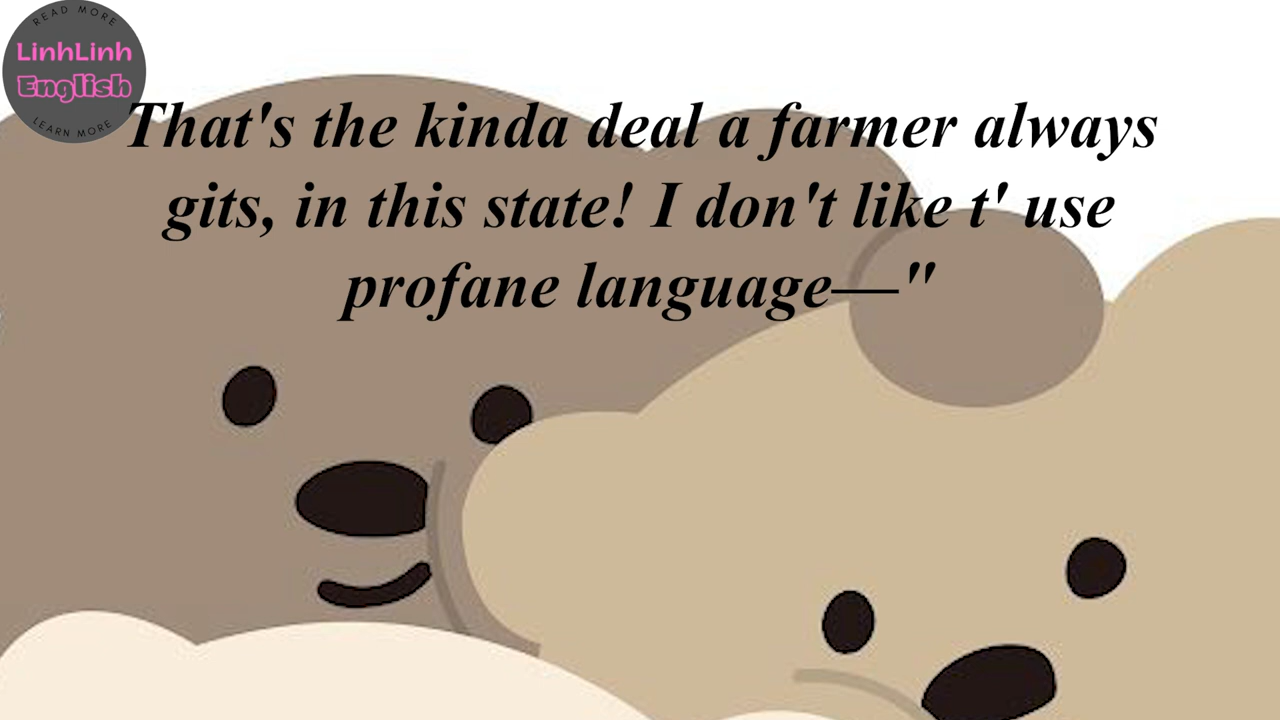 READ MORE
LinhLinh
English
LEARN MORE
That's the kinda deal a farmer always
gits, in this state! I don't like t' use
profane language—"